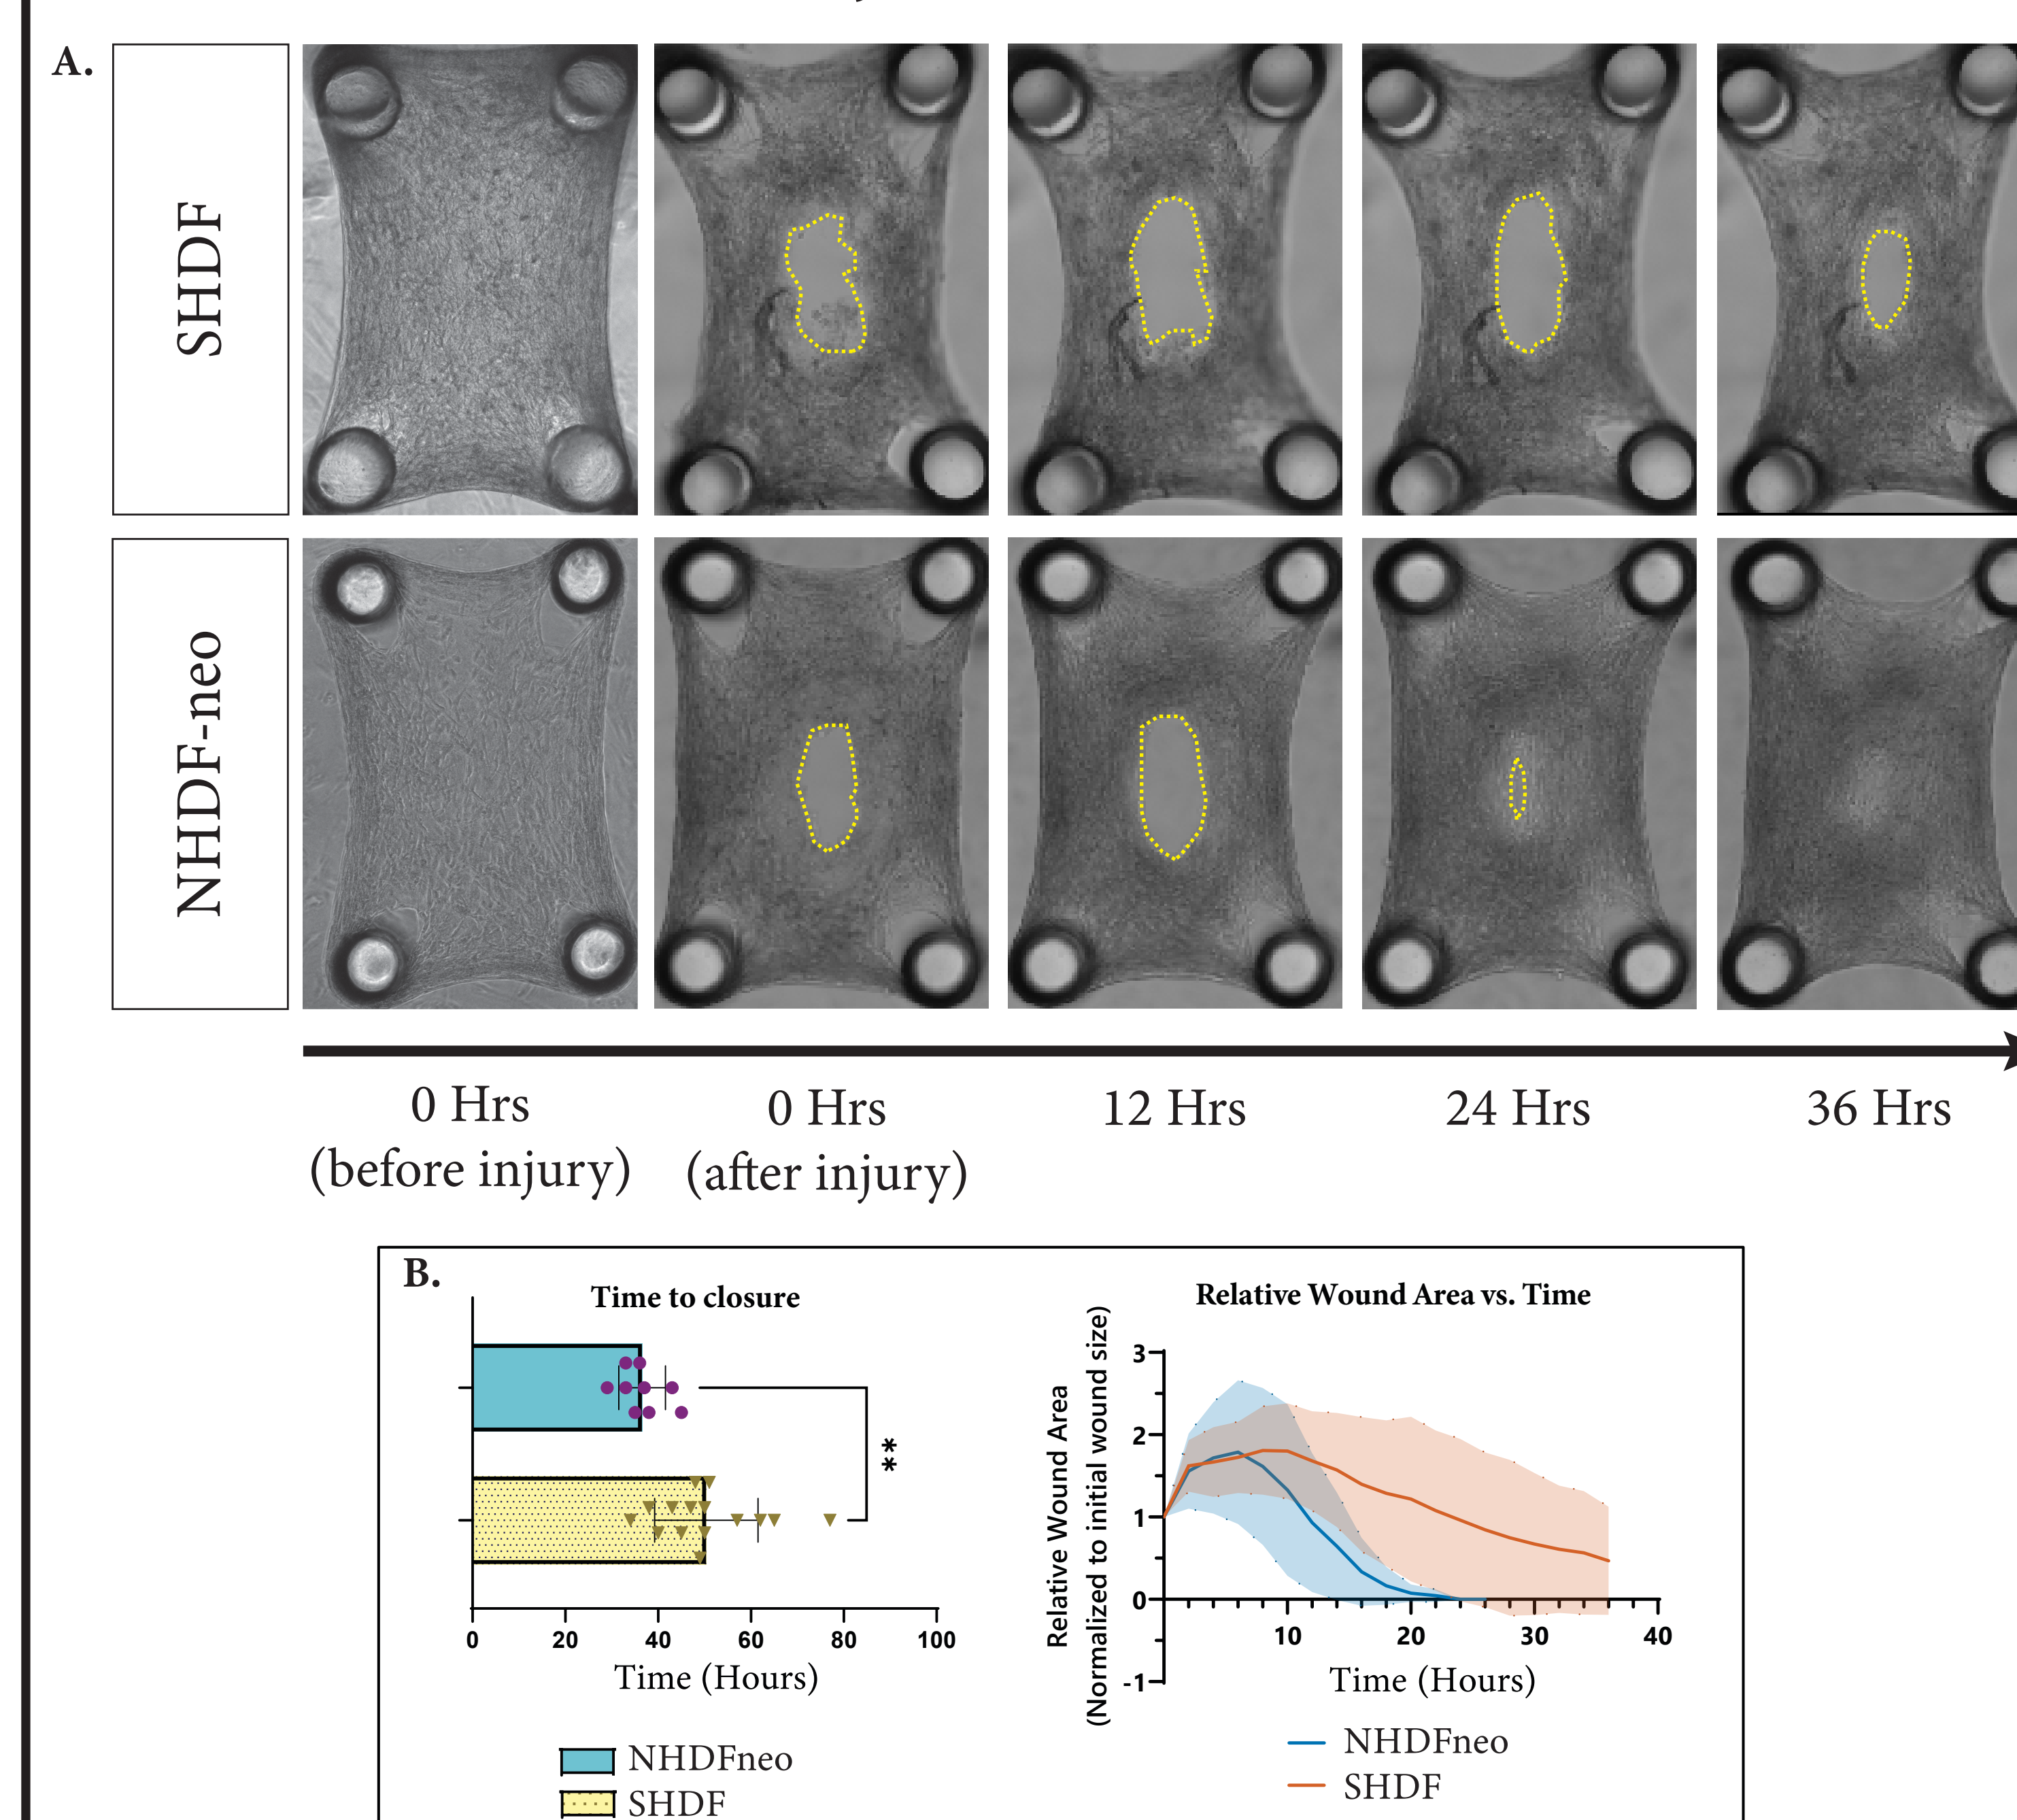 A.
SHDF
NHDF-neo
0 Hrs
(before injury)
0 Hrs
(after injury)
12 Hrs
24 Hrs
36 Hrs
B.
Time to closure
**
0 20 40 60 80 100
Time (Hours)
NHDFneo
SHDF
Relative Wound Area vs. Time
Relative Wound Area
(Normalized to initial wound size)
3
2
1
0
-1
10 20 30 40
Time (Hours)
NHDFneo
SHDF